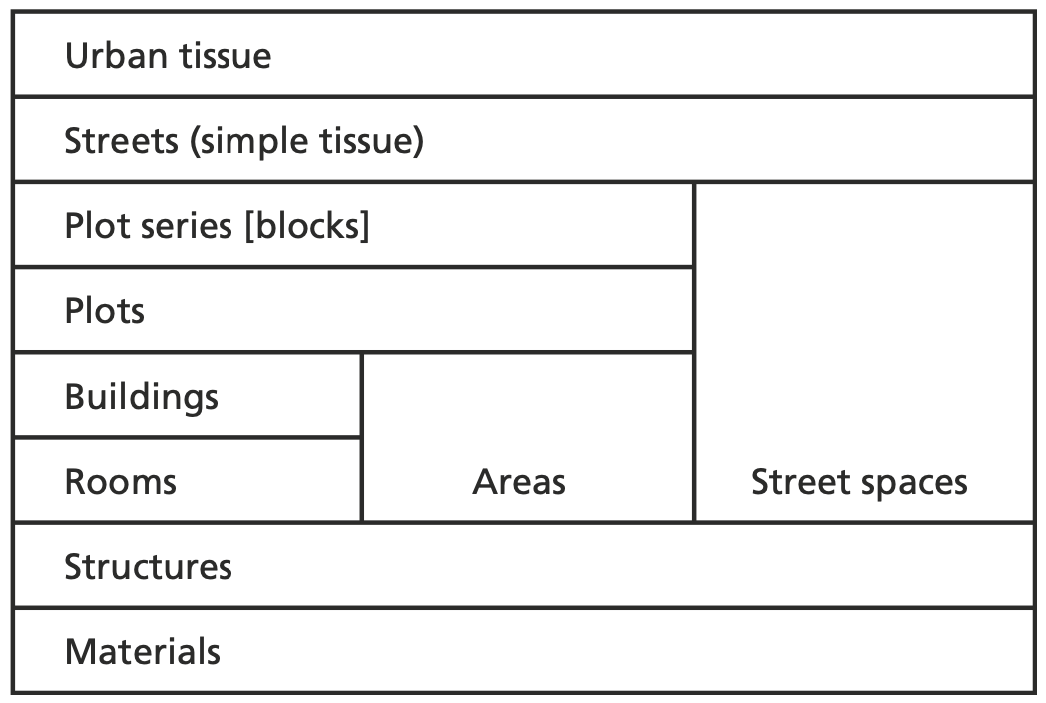 Urban tissue
Streets (simple tissue)
Plot series [blocks]
Plots
Buildings
Rooms
Areas
Street spaces
Structures
Materials